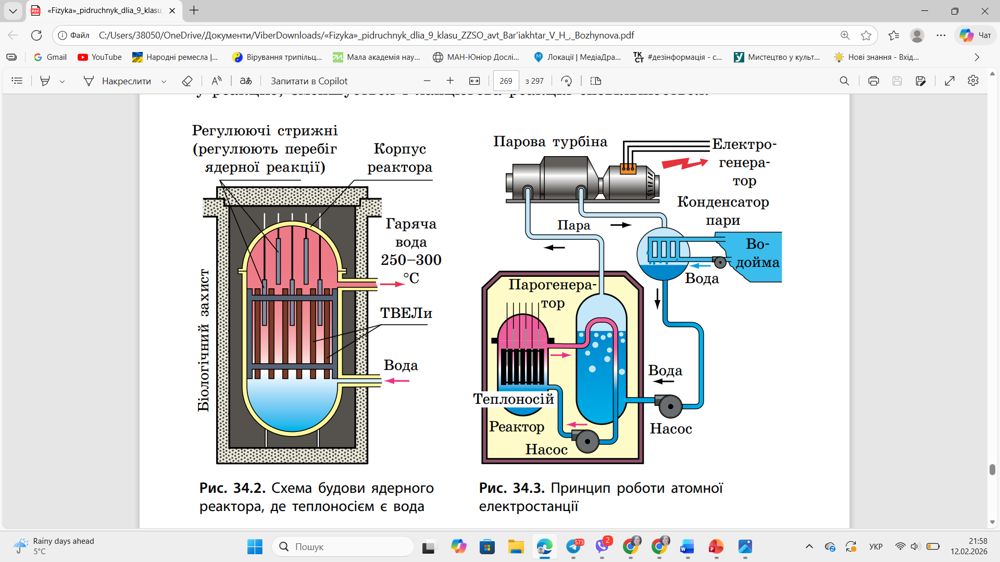 «Fizyka»_pidruchnyk_dlia_9_klasu_
Файл
C:/Users/38050/OneDrive/Документи/ViberDownloads/«Fizyka»_pidruchnyk_dlia_9_klasu_ZZSO_avt_Bar’iakhtar_V_H_,_Bozhynova.pdf
Чат
Gmail
YouTube
Народні ремесла |...
Вірування трипільц...
Мала академія нау...
МАН-Юніор Дослі...
Локації | МедіаДра...
#дезінформація - с...
Мистецтво у культ...
Нові знання - Вхід...
Накреслити
Запитати в Copilot
269
з 297
Регулюючі стрижні
(регулюють перебіг
ядерної реакції)
Корпус
реактора
Гаряча
вода
250–300
°C
ТВЕЛи
Вода
Біологічний захист
Рис. 34.2. Схема будови ядерного
реактора, де теплоносієм є вода
Парова турбіна
Електро-
генера-
тор
Конденсатор
пари
Пара
Во-
дойма
Вода
Парогенера-
тор
Вода
Теплоносій
Реактор
Насос
Насос
Рис. 34.3. Принцип роботи атомної
електростанції
Rainy days ahead
5°C
Пошук
573
2
УКР
21:58
12.02.2026